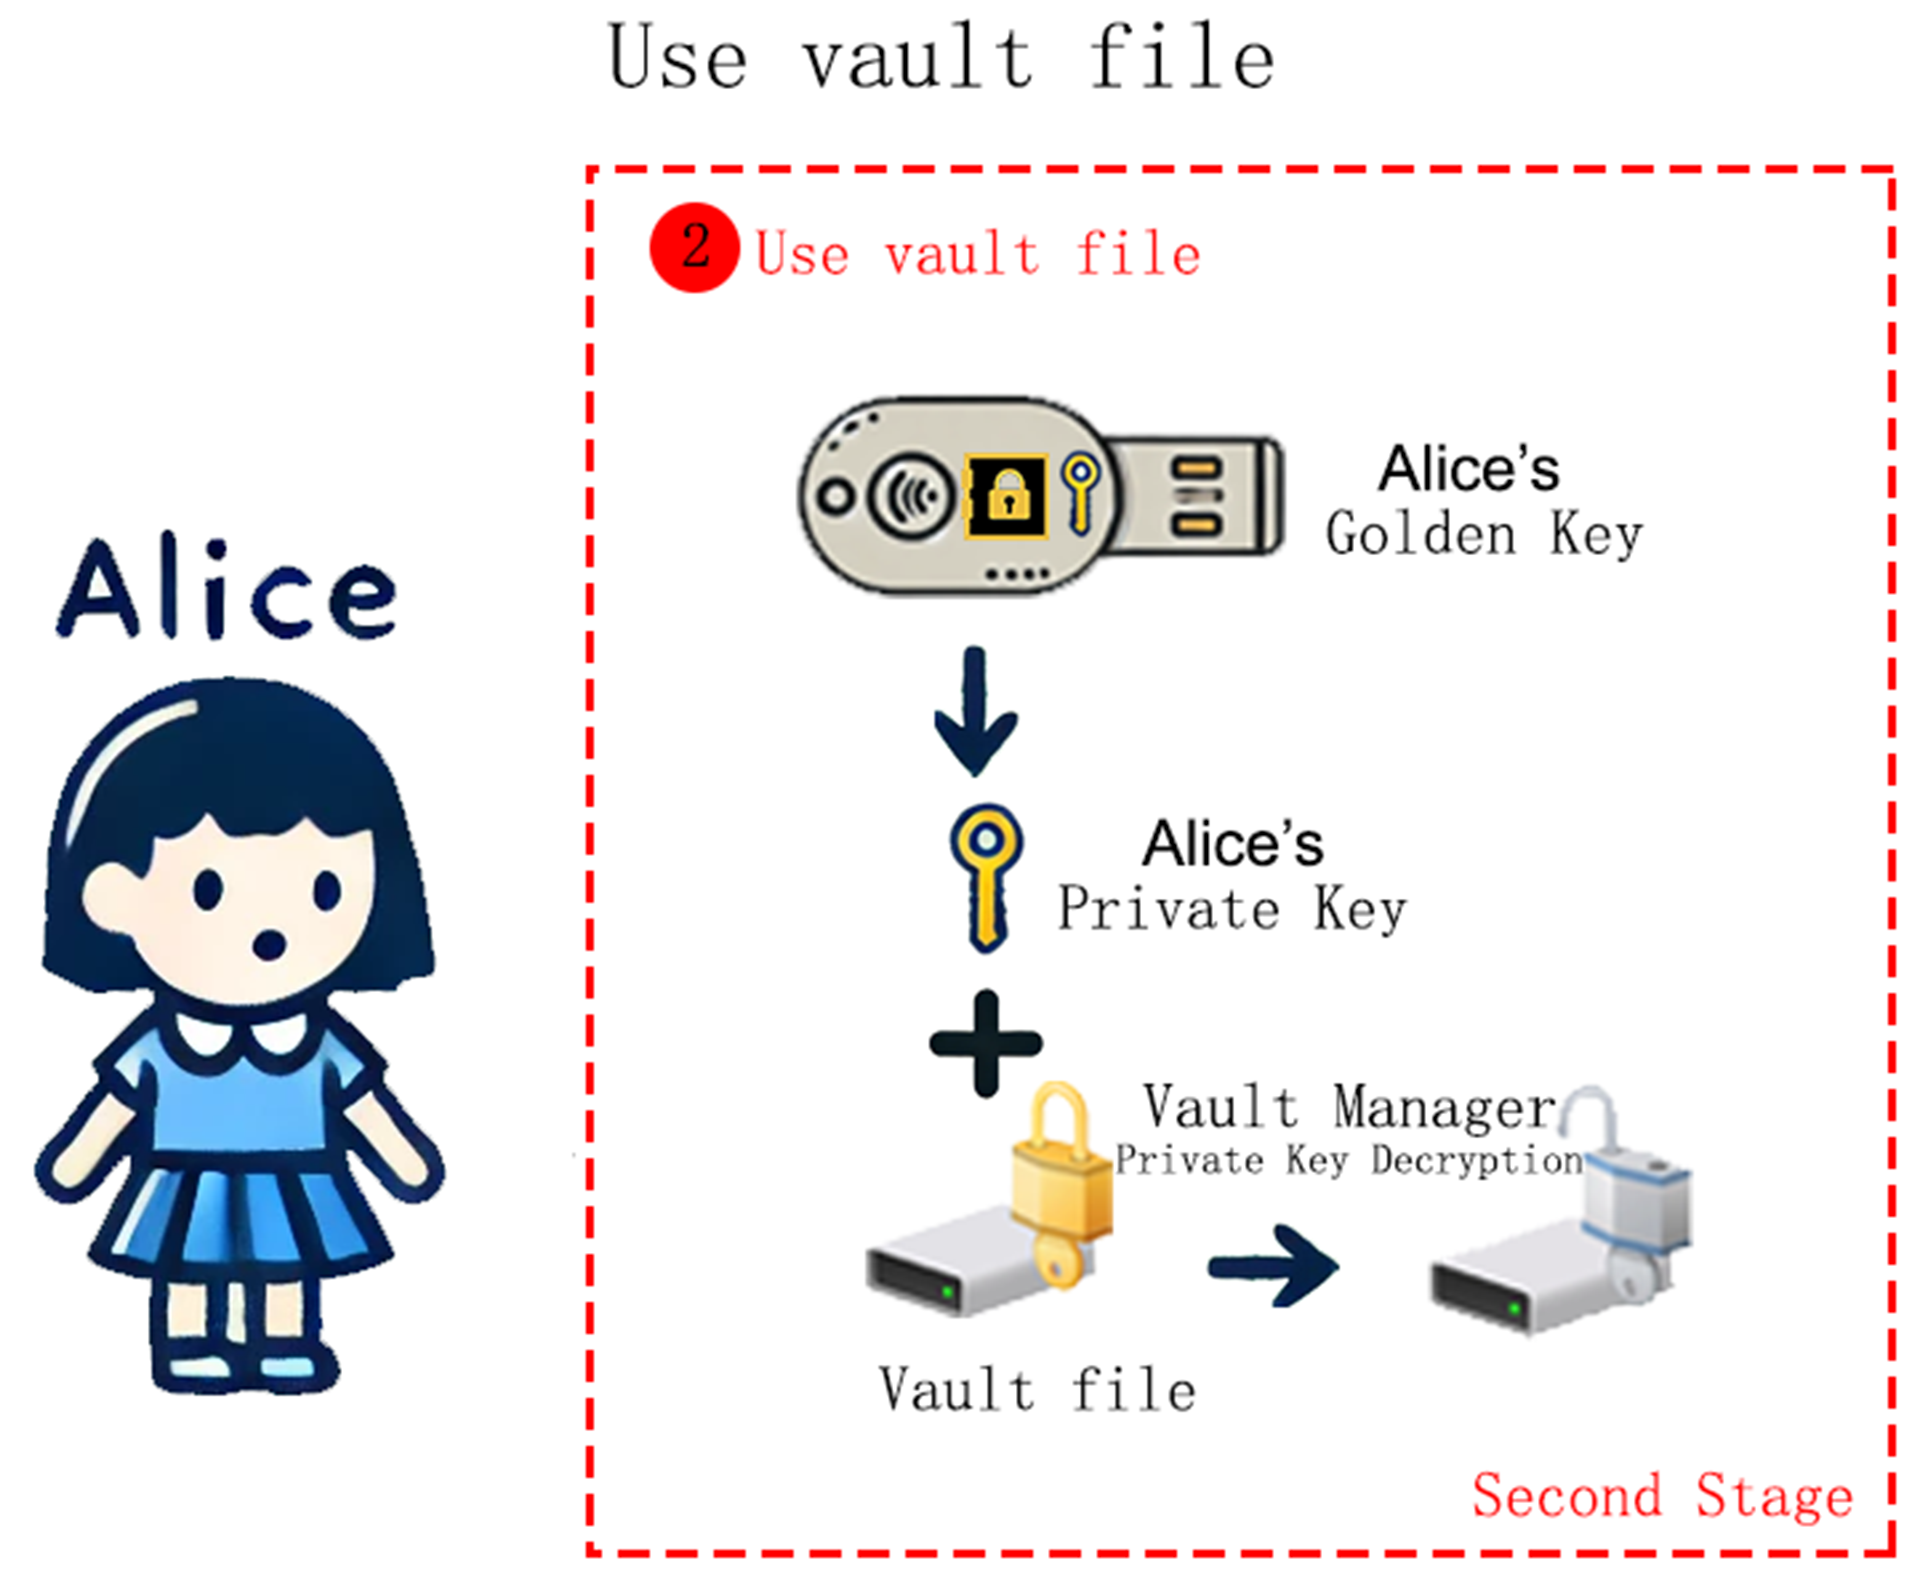 Use vault file
2 Use vault file
Alice's
Golden Key
Alice
Alice's
Private Key
Vault Manager
Private Key Decryption
Vault file
Second Stage